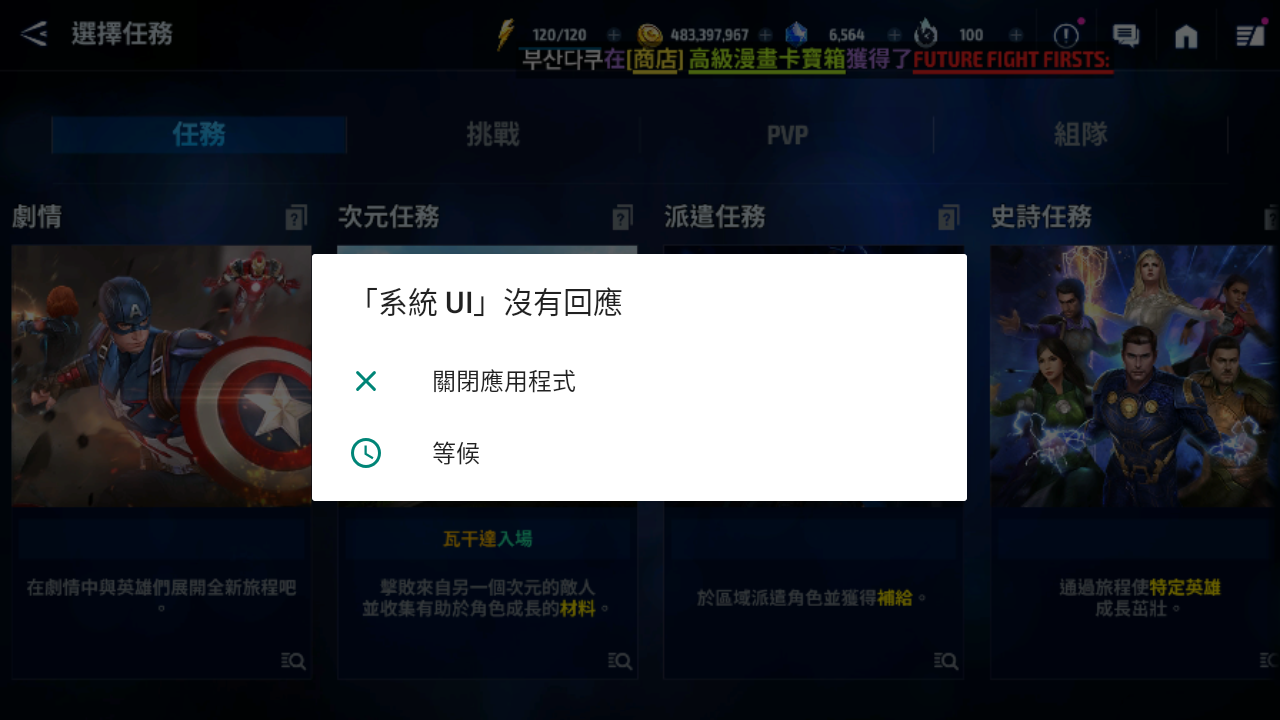 選擇任務
120/120
483,397,967
6,564
100
부산다쿠在[商店] 高級漫畫卡寶箱獲得了FUTURE FIGHT FIRSTS:
任務
挑戰
PVP
組隊
劇情
次元任務
派遣任務
史詩任務
「系統 UI」沒有回應
關閉應用程式
等候
瓦干達入場
在劇情中與英雄們展開全新旅程吧
。
擊敗來自另一個次元的敵人
並收集有助於角色成長的材料。
於區域派遣角色並獲得補給。
通過旅程使特定英雄
成長茁壯。